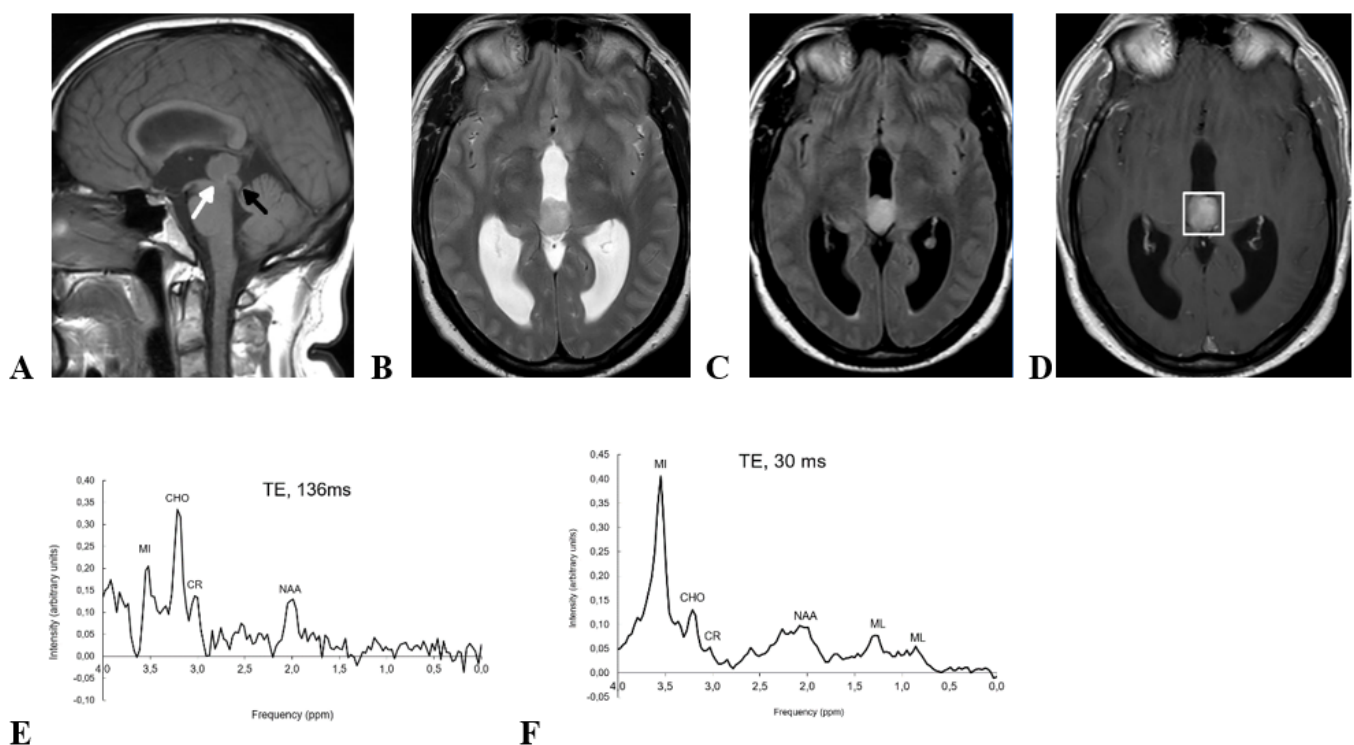 A
B
C
D
TE, 136ms
Intensity (arbitrary units)
0,40
0,35
0,30
0,25
0,20
0,15
0,10
0,05
0,00
-0,05
-0,10
MI
CHO
CR
NAA
4,0 3,5 3,0 2,5 2,0 1,5 1,0 0,5 0,0
Frequency (ppm)
E
TE, 30 ms
Intensity (arbitrary units)
0,45
0,40
0,35
0,30
0,25
0,20
0,15
0,10
0,05
0,00
-0,05
MI
CHO
CR
NAA
ML
ML
4,0 3,5 3,0 2,5 2,0 1,5 1,0 0,5 0,0
Frequency (ppm)
F